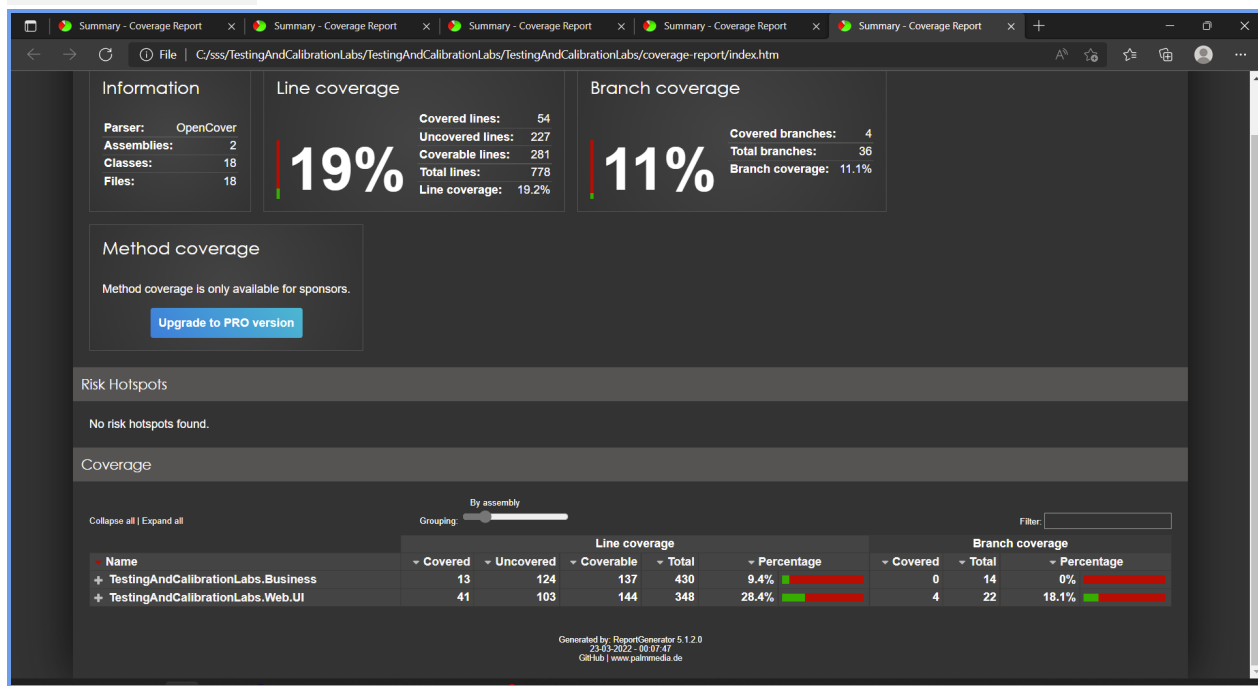 Summary - Coverage Report
Summary - Coverage Report
Summary - Coverage Report
Summary - Coverage Report
Summary - Coverage Report
File | C:/sss/TestingAndCalibrationLabs/TestingAndCalibrationLabs/TestingAndCalibrationLabs/coverage-report/index.htm
Information
Parser: OpenCover
Assemblies: 2
Classes: 18
Files: 18
Line coverage
19%
Covered lines: 54
Uncovered lines: 227
Coverable lines: 281
Total lines: 778
Line coverage: 19.2%
Branch coverage
11%
Covered branches: 4
Total branches: 36
Branch coverage: 11.1%
Method coverage
Method coverage is only available for sponsors.
Upgrade to PRO version
Risk Hotspots
No risk hotspots found.
Coverage
Collapse all | Expand all
By assembly
Grouping:
Filter:
Line coverage Branch coverage
Name Covered Uncovered Coverable Total Percentage Covered Total Percentage
TestingAndCalibrationLabs.Business 13 124 137 430 9.4% 0 14 0%
TestingAndCalibrationLabs.Web.UI 41 103 144 348 28.4% 4 22 18.1%
Generated by: ReportGenerator 5.1.2.0
23-03-2022 - 00:07:47
GitHub | www.palmmedia.de